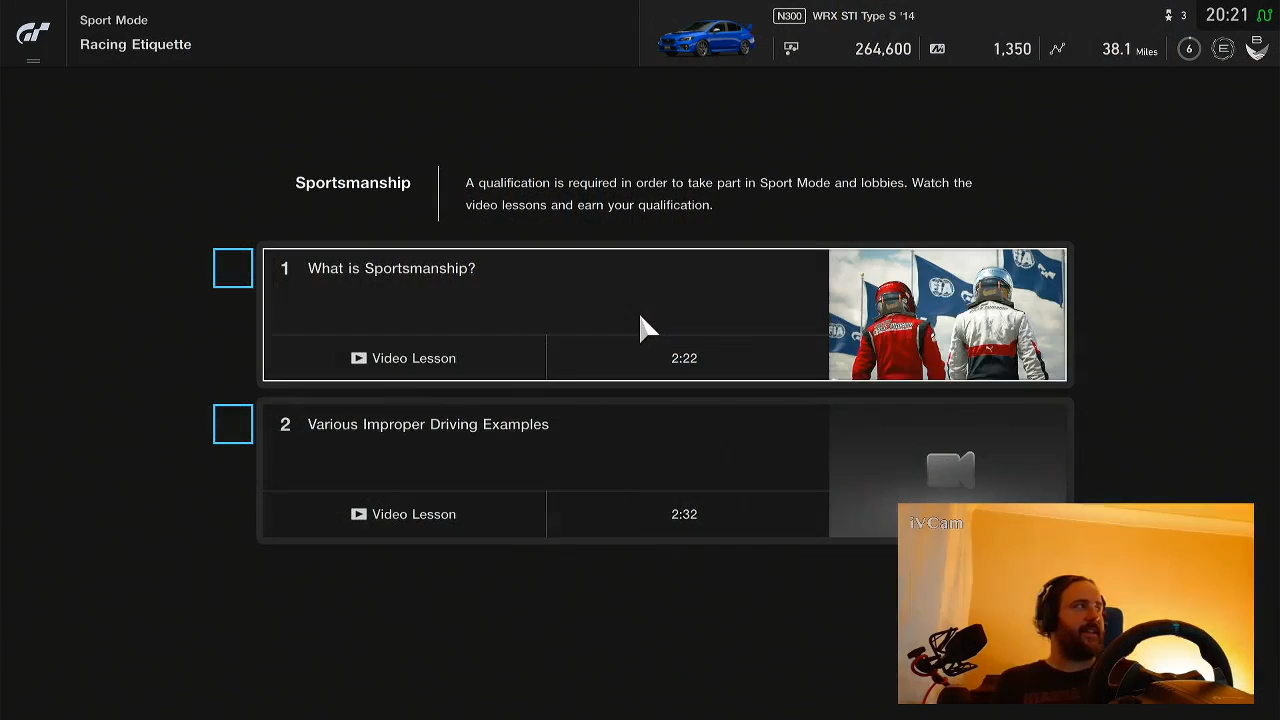 Sport Mode
Racing Etiquette
N300 WRX STI Type S '14
3
20:21
264,600
1,350
38.1 Miles
6
E
B
Sportsmanship
A qualification is required in order to take part in Sport Mode and lobbies. Watch the
video lessons and earn your qualification.
1 What is Sportsmanship?
Video Lesson
2:22
FIA
FIA
FIA
2 Various Improper Driving Examples
Video Lesson
2:32
iVCam